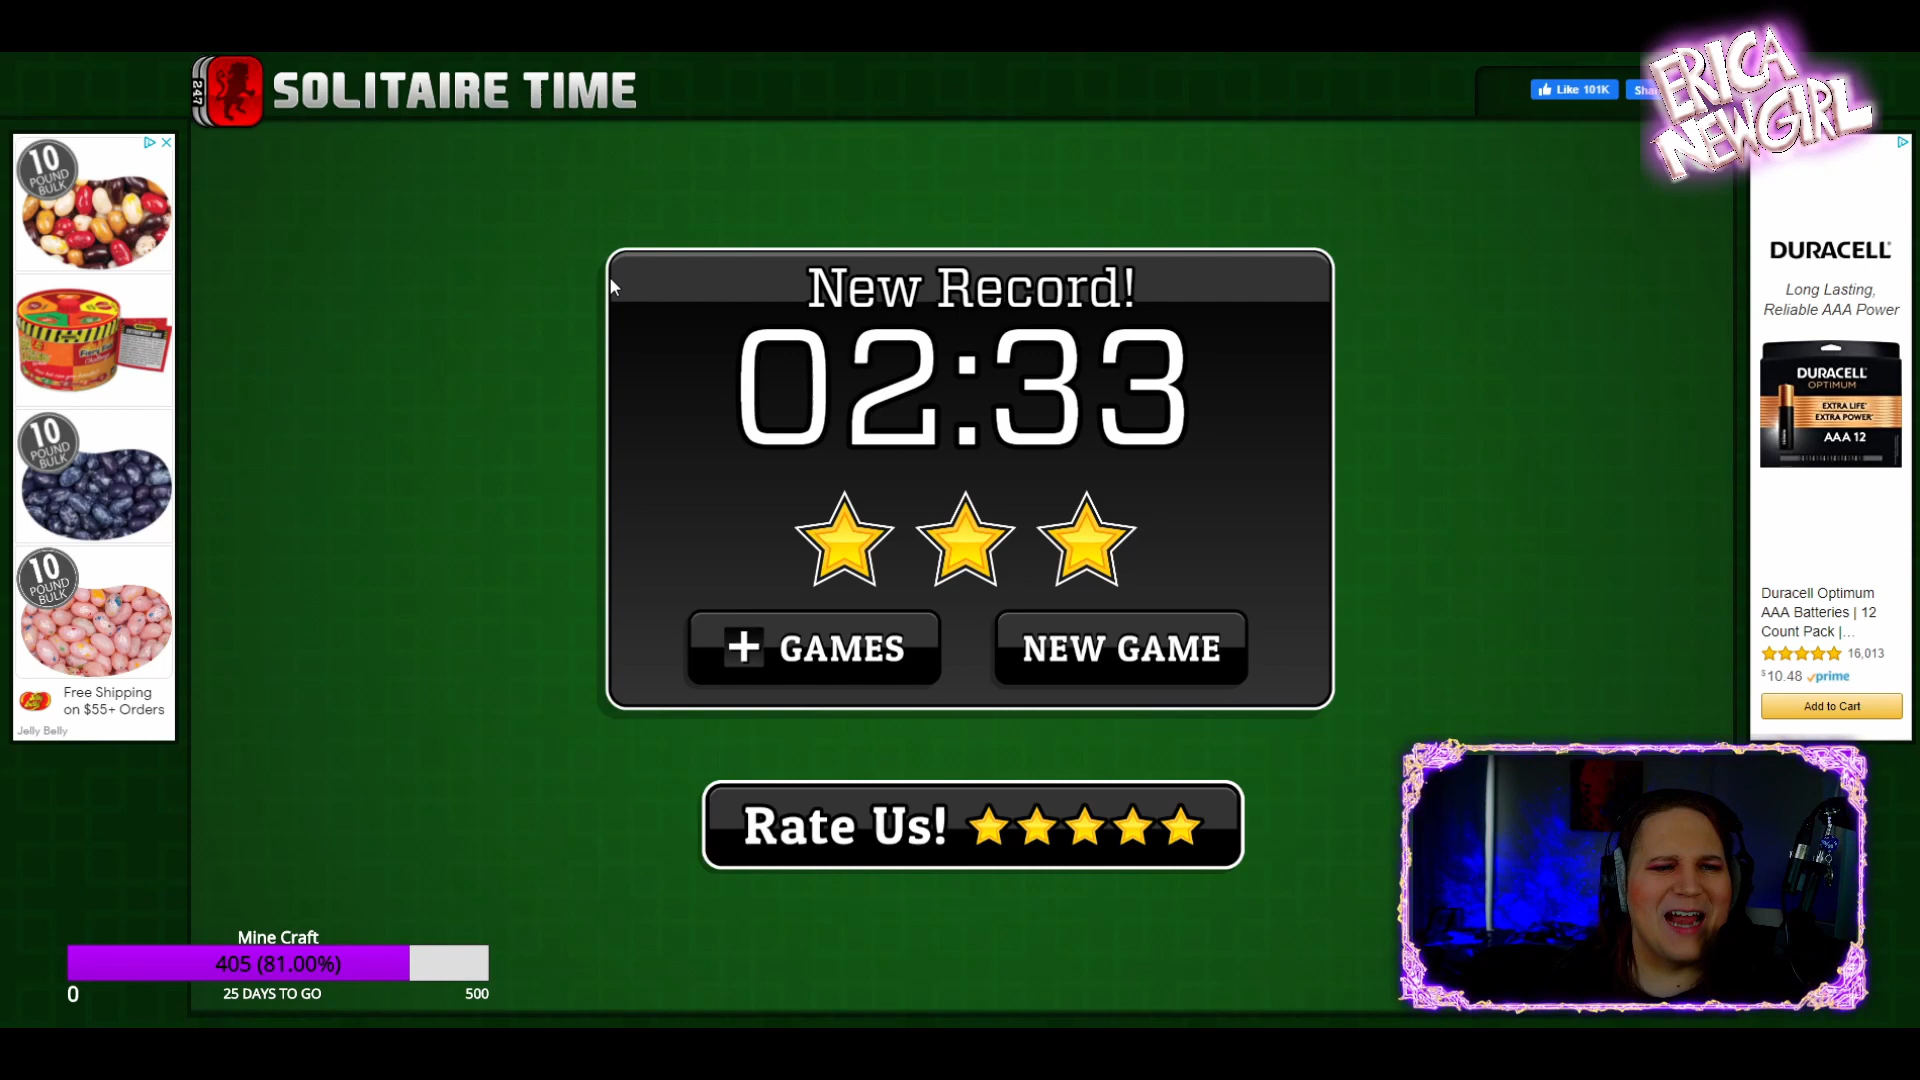 247
SOLITAIRE TIME
Like 101K
ERICA
NEWGIRL
10
POUND
BULK
10
POUND
BULK
10
POUND
BULK
Free Shipping
on $55+ Orders
Jelly Belly
New Record!
02:33
+ GAMES
NEW GAME
Rate Us!
DURACELL
Long Lasting,
Reliable AAA Power
DURACELL
OPTIMUM
EXTRA LIFE
EXTRA POWER
AAA 12
Duracell Optimum
AAA Batteries | 12
Count Pack |...
16,013
$10.48 prime
Add to Cart
Mine Craft
405 (81.00%)
0
25 DAYS TO GO
500